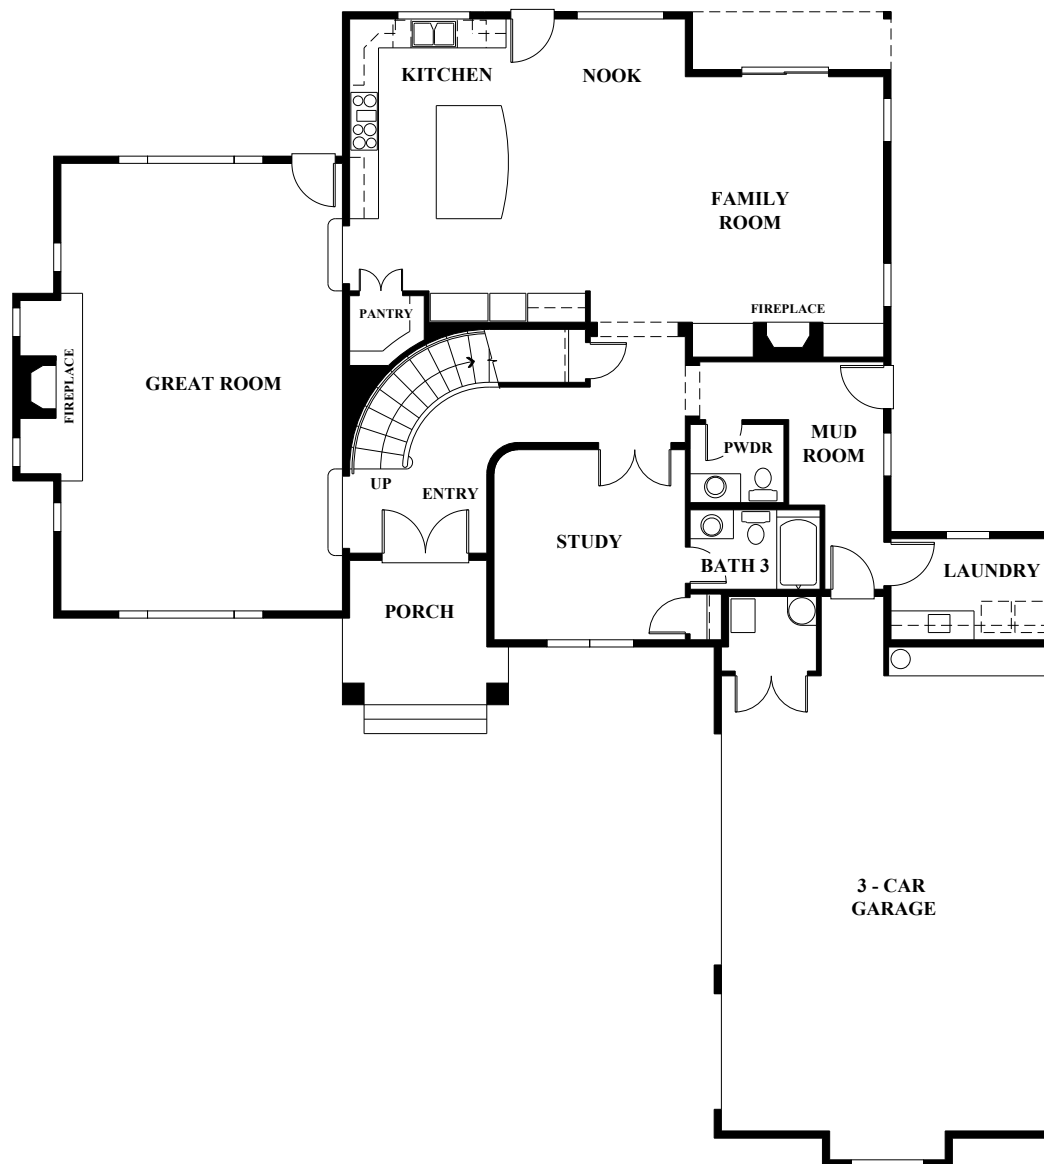 KITCHEN
NOOK
FAMILY
ROOM
PANTRY
FIREPLACE
GREAT ROOM
FIREPLACE
MUD
ROOM
PWDR
UP
ENTRY
STUDY
BATH 3
LAUNDRY
PORCH
3 - CAR
GARAGE